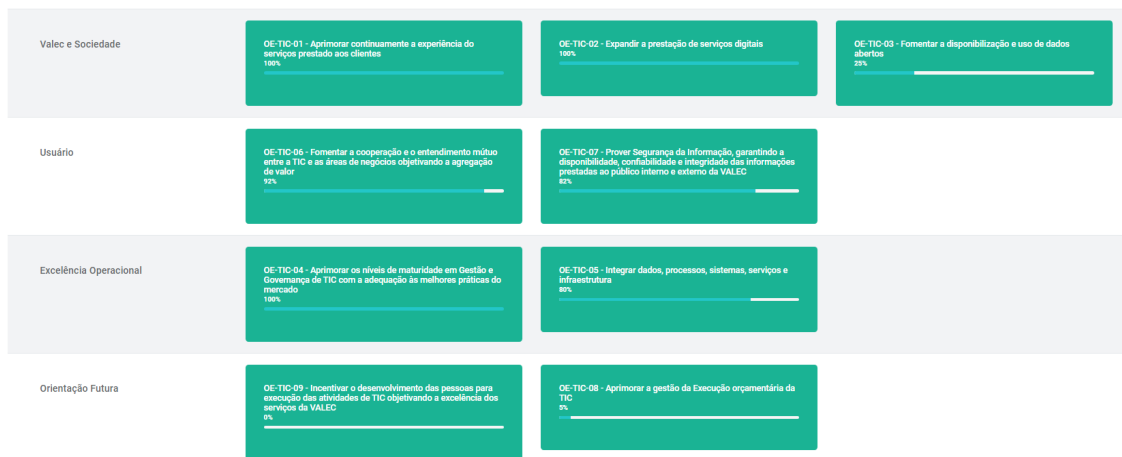 Valec e Sociedade
OE-TIC-01 - Aprimorar continuamente a experiência do
serviços prestado aos clientes
100%
OE-TIC-02 - Expandir a prestação de serviços digitais
100%
OE-TIC-03 - Fomentar a disponibilização e uso de dados
abertos
25%
Usuário
OE-TIC-06 - Fomentar a cooperação e o entendimento mútuo
entre a TIC e as áreas de negócios objetivando a agregação
de valor
92%
OE-TIC-07 - Prover Segurança da Informação, garantindo a
disponibilidade, confiabilidade e integridade das informações
prestadas ao público interno e externo da VALEC
82%
Excelência Operacional
OE-TIC-04 - Aprimorar os níveis de maturidade em Gestão e
Governança de TIC com a adequação às melhores práticas do
mercado
100%
OE-TIC-05 - Integrar dados, processos, sistemas, serviços e
infraestrutura
80%
Orientação Futura
OE-TIC-09 - Incentivar o desenvolvimento das pessoas para
execução das atividades de TIC objetivando a excelência dos
serviços da VALEC
0%
OE-TIC-08 - Aprimorar a gestão da Execução orçamentária da
TIC
5%